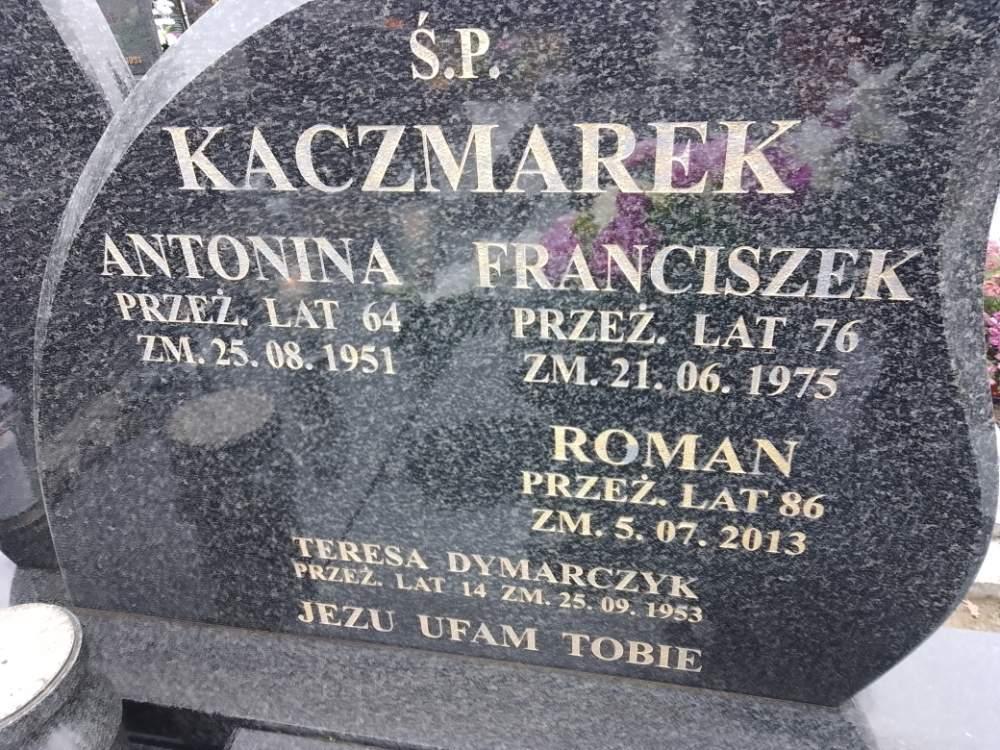 Ś.P.
KACZMAREK
ANTONINA
PRZEŻ. LAT 64
ZM. 25. 08. 1951
FRANCISZEK
PRZEŻ. LAT 76
ZM. 21. 06. 1975
ROMAN
PRZEŻ. LAT 86
ZM. 5. 07. 2013
TERESA DYMARCZYK
PRZEŻ. LAT 14 ZM. 25. 09. 1953
JEZU UFAM TOBIE